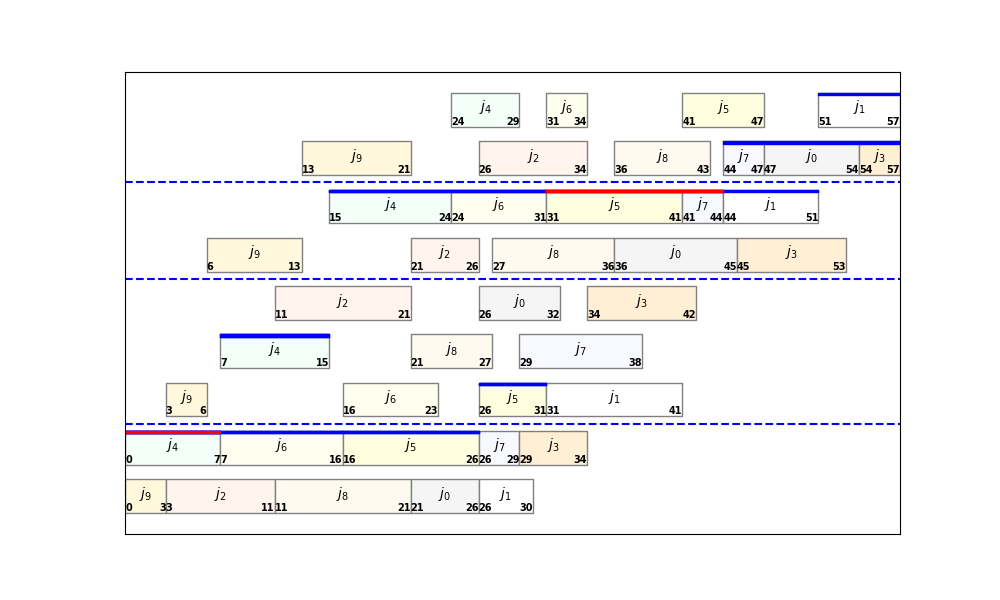 j4 j6 j5 j1
24 29 31 34 41 47 51 57
j9 j2 j8 j7 j0 j3
13 21 26 34 36 43 44 47 47 54 54 57
j4 j6 j5 j7 j1
15 24 24 31 31 41 41 44 44 51
j9 j2 j8 j0 j3
6 13 21 26 27 36 36 45 45 53
j2 j0 j3
11 21 26 32 34 42
j4 j8 j7
7 15 21 27 29 38
j9 j6 j5 j1
3 6 16 23 26 31 31 41
j4 j6 j5 j7 j3
0 7 7 16 16 26 26 29 29 34
j9 j2 j8 j0 j1
0 3 3 11 11 21 21 26 26 30